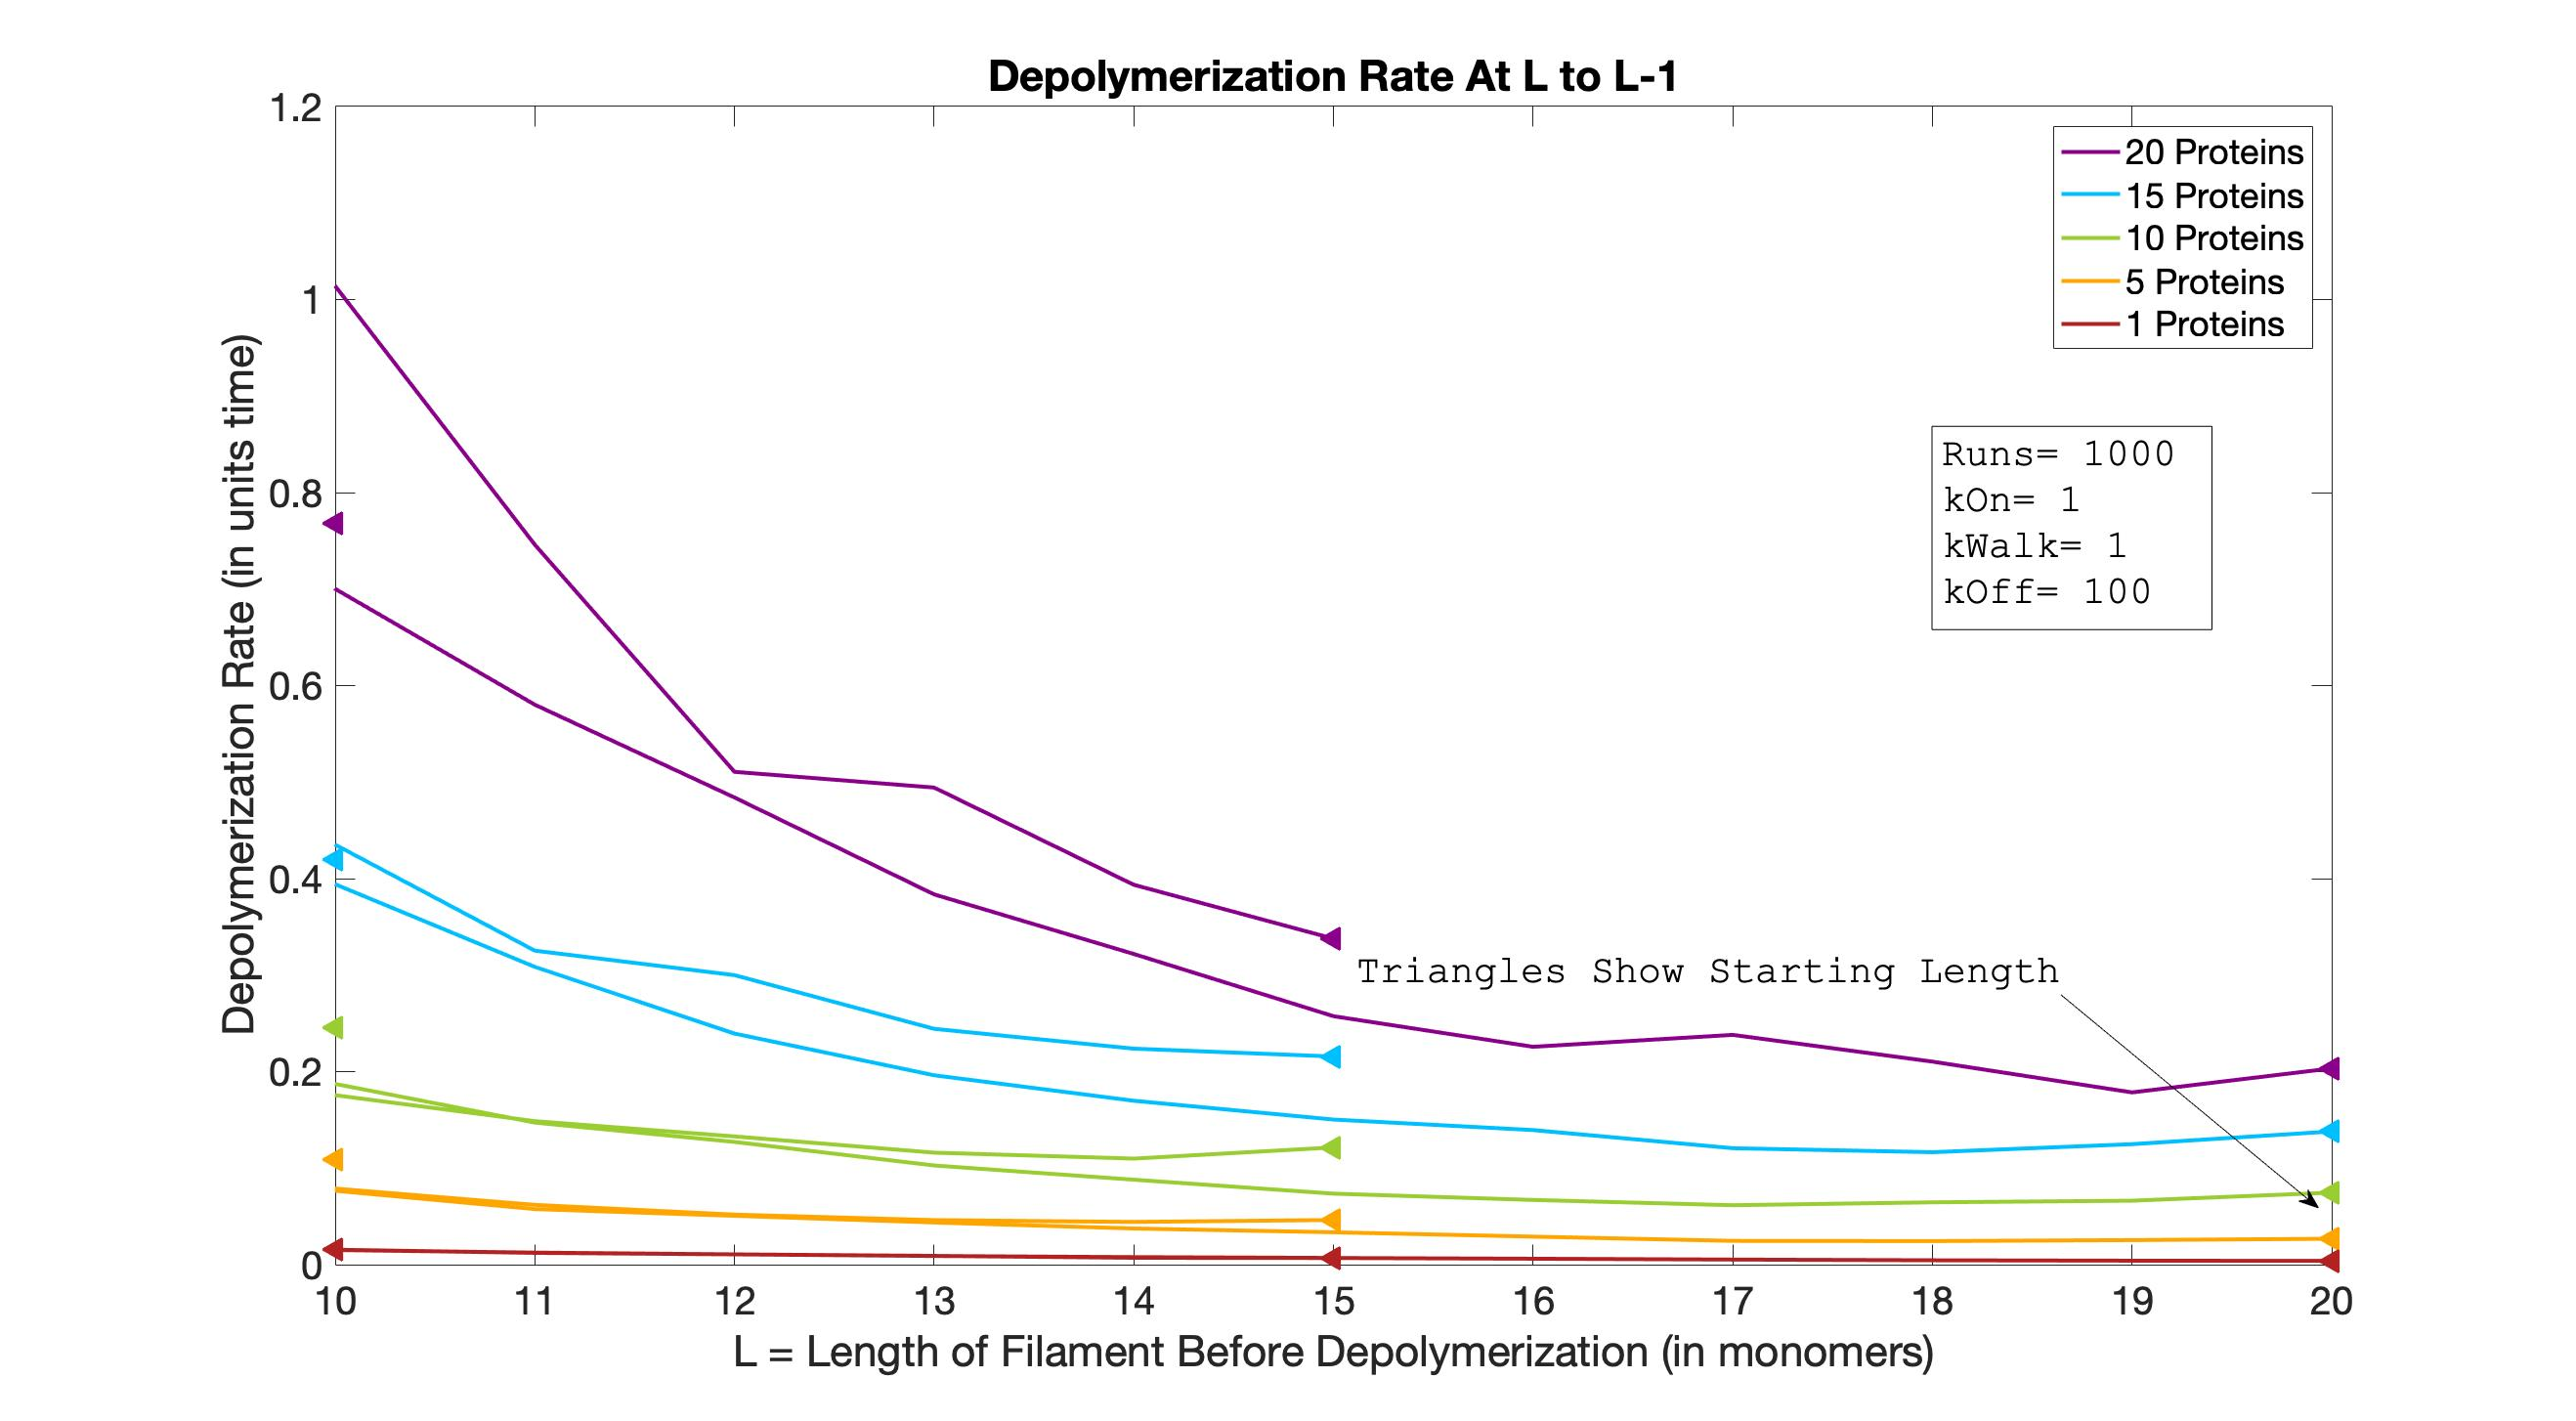 Depolymerization Rate At L to L-1
1.2
1
0.8
0.6
0.4
0.2
0
Depolymerization Rate (in units time)
20 Proteins
15 Proteins
10 Proteins
5 Proteins
1 Proteins
Runs= 1000
kOn= 1
kWalk= 1
kOff= 100
Triangles Show Starting Length
10 11 12 13 14 15 16 17 18 19 20
L = Length of Filament Before Depolymerization (in monomers)